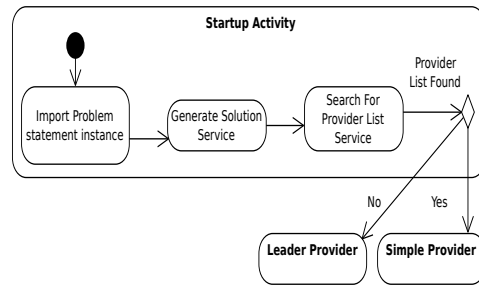 Startup Activity
Provider
List Found
Import Problem
statement instance
Generate Solution
Service
Search For
Provider List
Service
No
Yes
Leader Provider
Simple Provider